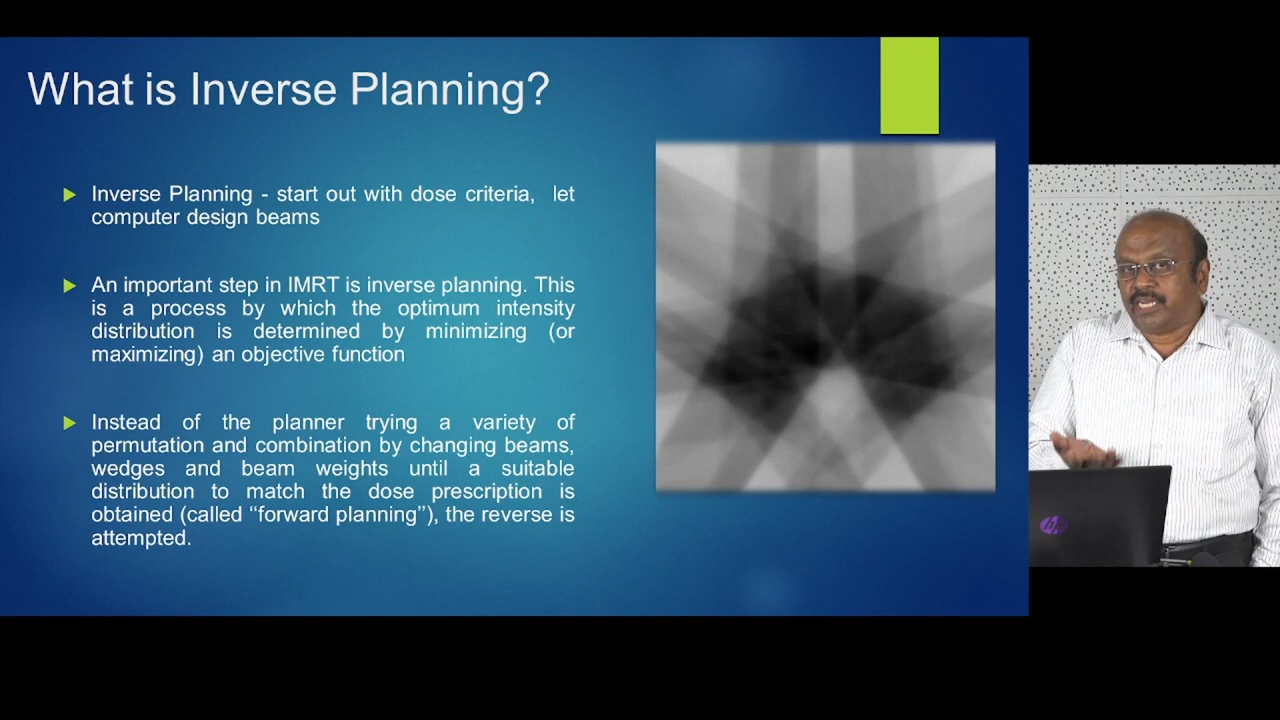 What is Inverse Planning?
Inverse Planning - start out with dose criteria, let
computer design beams
An important step in IMRT is inverse planning. This
is a process by which the optimum intensity
distribution is determined by minimizing (or
maximizing) an objective function
Instead of the planner trying a variety of
permutation and combination by changing beams,
wedges and beam weights until a suitable
distribution to match the dose prescription is
obtained (called “forward planning”), the reverse is
attempted.
hp